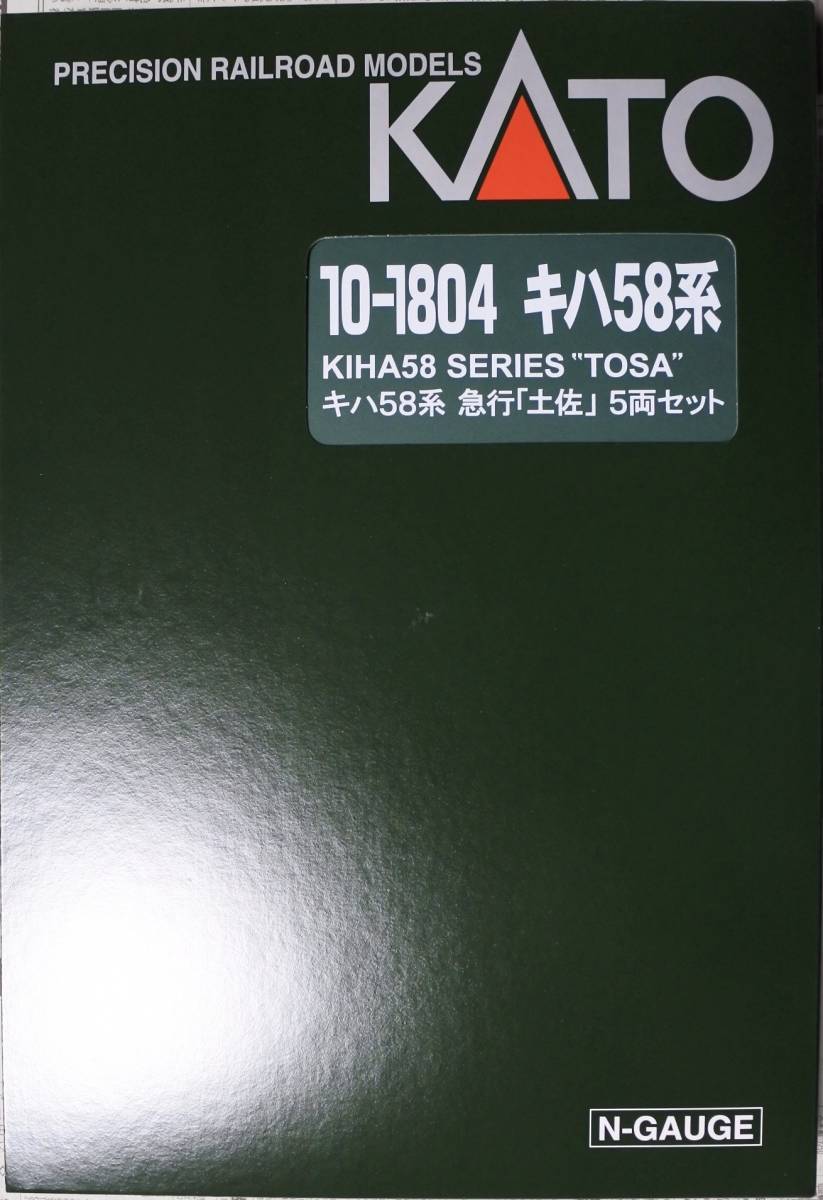 PRECISION RAILROAD MODELS
KATO
10-1804 キハ58系
KIHA58 SERIES "TOSA"
キハ58系 急行「土佐」 5両セット
N-GAUGE